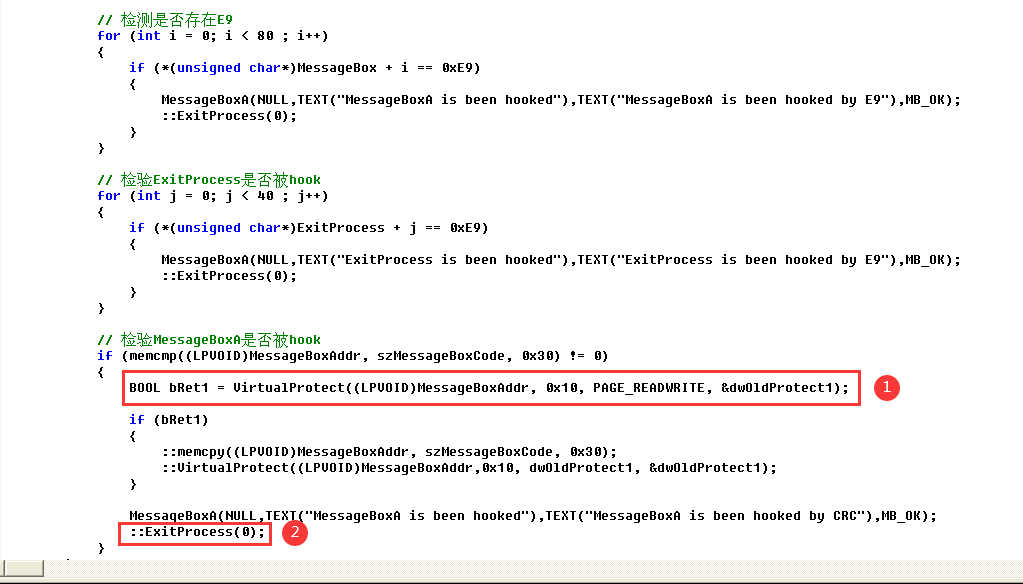 // 检测是否存在E9
for (int i = 0; i < 80 ; i++)
{
if (*(unsigned char*)MessageBox + i == 0xE9)
{
MessageBoxA(NULL,TEXT("MessageBoxA is been hooked"),TEXT("MessageBoxA is been hooked by E9"),MB_OK);
::ExitProcess(0);
}
}
// 检验ExitProcess是否被hook
for (int j = 0; j < 40 ; j++)
{
if (*(unsigned char*)ExitProcess + j == 0xE9)
{
MessageBoxA(NULL,TEXT("ExitProcess is been hooked"),TEXT("ExitProcess is been hooked by E9"),MB_OK);
::ExitProcess(0);
}
}
// 检验MessageBoxA是否被hook
if (memcmp((LPVOID)MessageBoxAddr, szMessageBoxCode, 0x30) != 0)
{
BOOL bRet1 = VirtualProtect((LPVOID)MessageBoxAddr, 0x10, PAGE_READWRITE, &dwOldProtect1); 1
if (bRet1)
{
::memcpy((LPVOID)MessageBoxAddr, szMessageBoxCode, 0x30);
::VirtualProtect((LPVOID)MessageBoxAddr,0x10, dwOldProtect1, &dwOldProtect1);
}
MessageBoxA(NULL,TEXT("MessageBoxA is been hooked"),TEXT("MessageBoxA is been hooked by CRC"),MB_OK);
::ExitProcess(0); 2
}